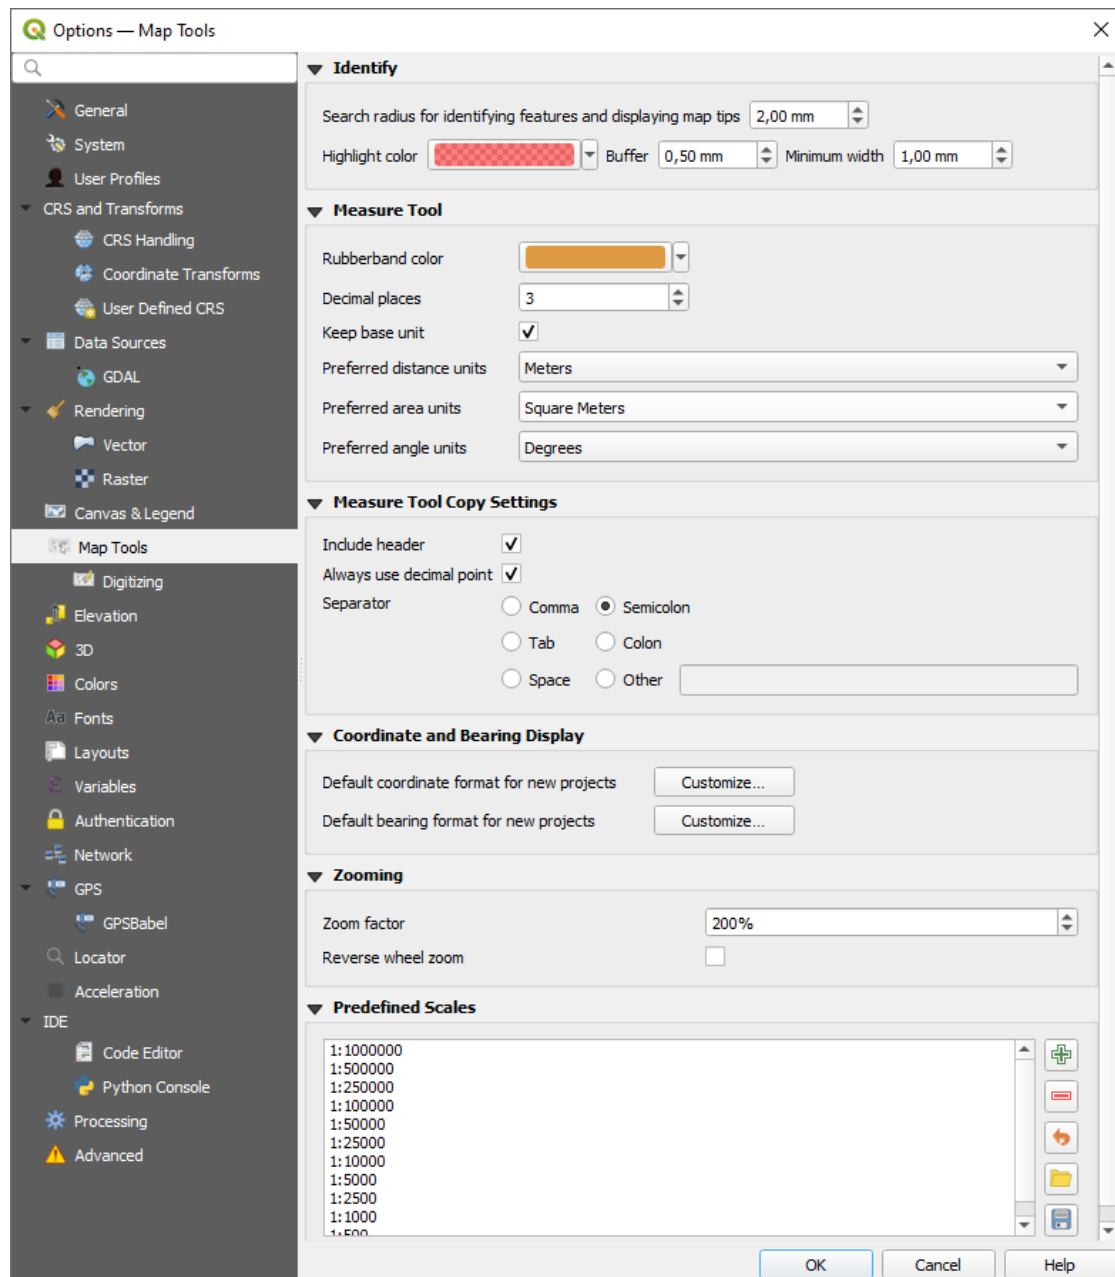 Options — Map Tools
General
System
User Profiles
CRS and Transforms
CRS Handling
Coordinate Transforms
User Defined CRS
Data Sources
GDAL
Rendering
Vector
Raster
Canvas & Legend
Map Tools
Digitizing
Elevation
3D
Colors
Fonts
Layouts
Variables
Authentication
Network
GPS
GPSBabel
Locator
Acceleration
IDE
Code Editor
Python Console
Processing
Advanced
Identify
Search radius for identifying features and displaying map tips 2,00 mm
Highlight color Buffer 0,50 mm Minimum width 1,00 mm
Measure Tool
Rubberband color
Decimal places 3
Keep base unit
Preferred distance units Meters
Preferred area units Square Meters
Preferred angle units Degrees
Measure Tool Copy Settings
Include header
Always use decimal point
Separator Comma Semicolon
Tab Colon
Space Other
Coordinate and Bearing Display
Default coordinate format for new projects Customize...
Default bearing format for new projects Customize...
Zooming
Zoom factor 200%
Reverse wheel zoom
Predefined Scales
1:1000000
1:500000
1:250000
1:100000
1:50000
1:25000
1:10000
1:5000
1:2500
1:1000
1:500
OK Cancel Help